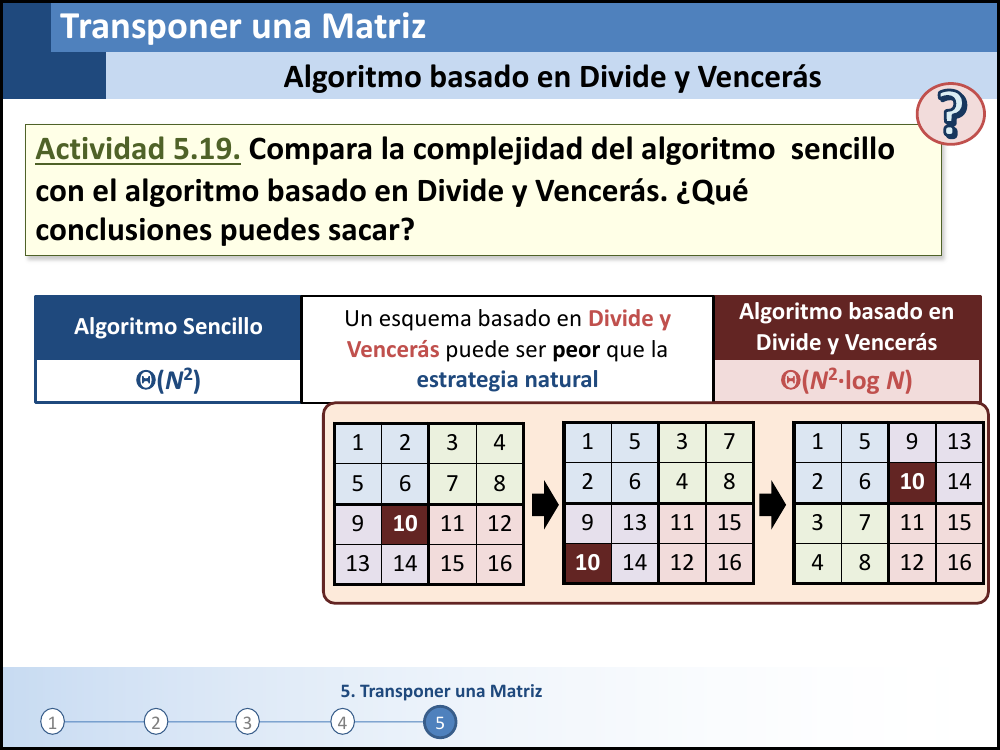 Transponer una Matriz
Algoritmo basado en Divide y Vencerás
?
Actividad 5.19. Compara la complejidad del algoritmo sencillo
con el algoritmo basado en Divide y Vencerás. ¿Qué
conclusiones puedes sacar?
Algoritmo Sencillo
Θ(N²)
Un esquema basado en Divide y
Vencerás puede ser peor que la
estrategia natural
Algoritmo basado en
Divide y Vencerás
Θ(N²·log N)
1 2 3 4
5 6 7 8
9 10 11 12
13 14 15 16
1 5 3 7
2 6 4 8
9 13 11 15
10 14 12 16
1 5 9 13
2 6 10 14
3 7 11 15
4 8 12 16
5. Transponer una Matriz
1 2 3 4 5